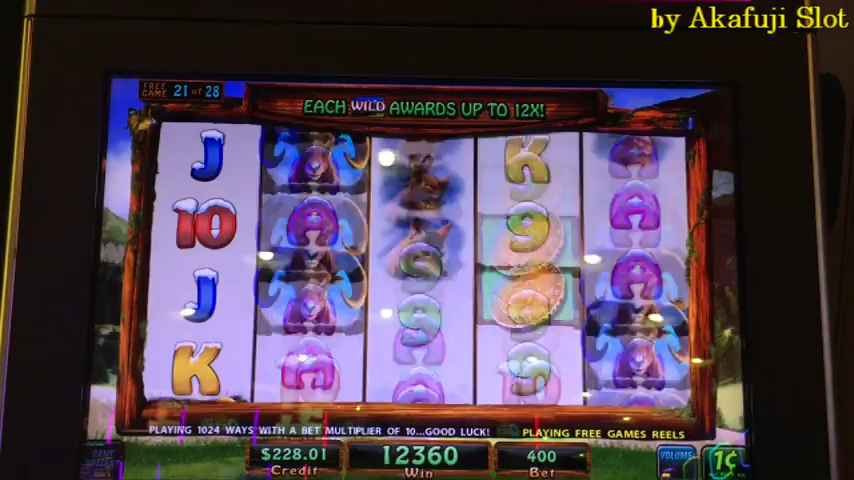 by Akafuji Slot
FREE GAME 21 of 28
EACH WILD AWARDS UP TO 12X!
J
10
J
K
A
A
9
K
9
A
A
PLAYING 1024 WAYS WITH A BET MULTIPLIER OF 10...GOOD LUCK!
PLAYING FREE GAMES REELS
$228.01
Credit
12360
Win
400
Bet
VOLUME
1¢